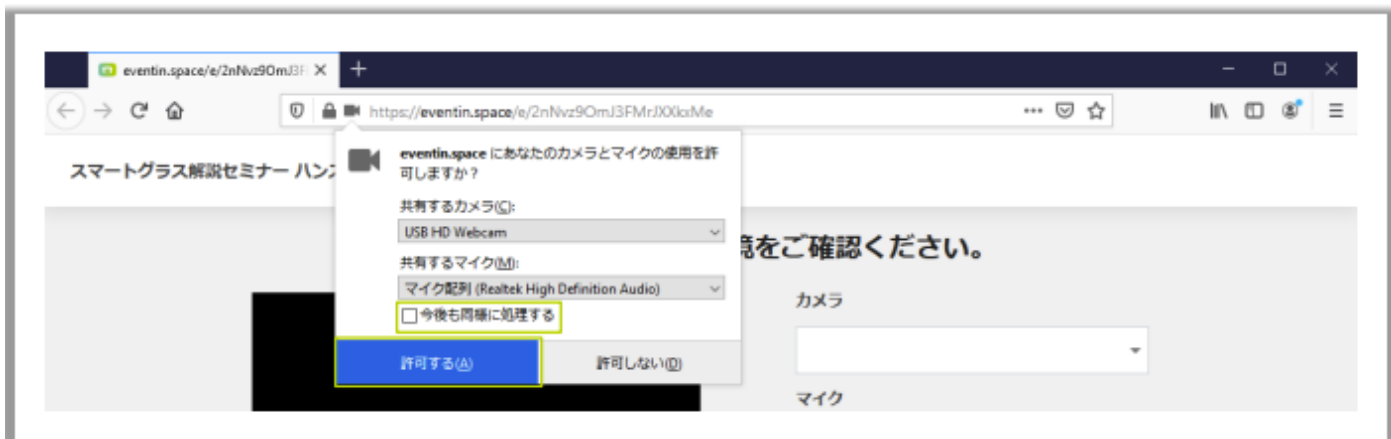 eventin.space/e/2nNvz9OmJ3F
https://eventin.space/e/2nNvz9OmJ3FMrJXXkxMe
スマートグラス解説セミナー ハンズ
eventin.space にあなたのカメラとマイクの使用を許
可しますか？
共有するカメラ(C):
USB HD Webcam
境をご確認ください。
共有するマイク(M):
マイク配列 (Realtek High Definition Audio)
カメラ
今後も同様に処理する
許可する(A)
許可しない(D)
マイク